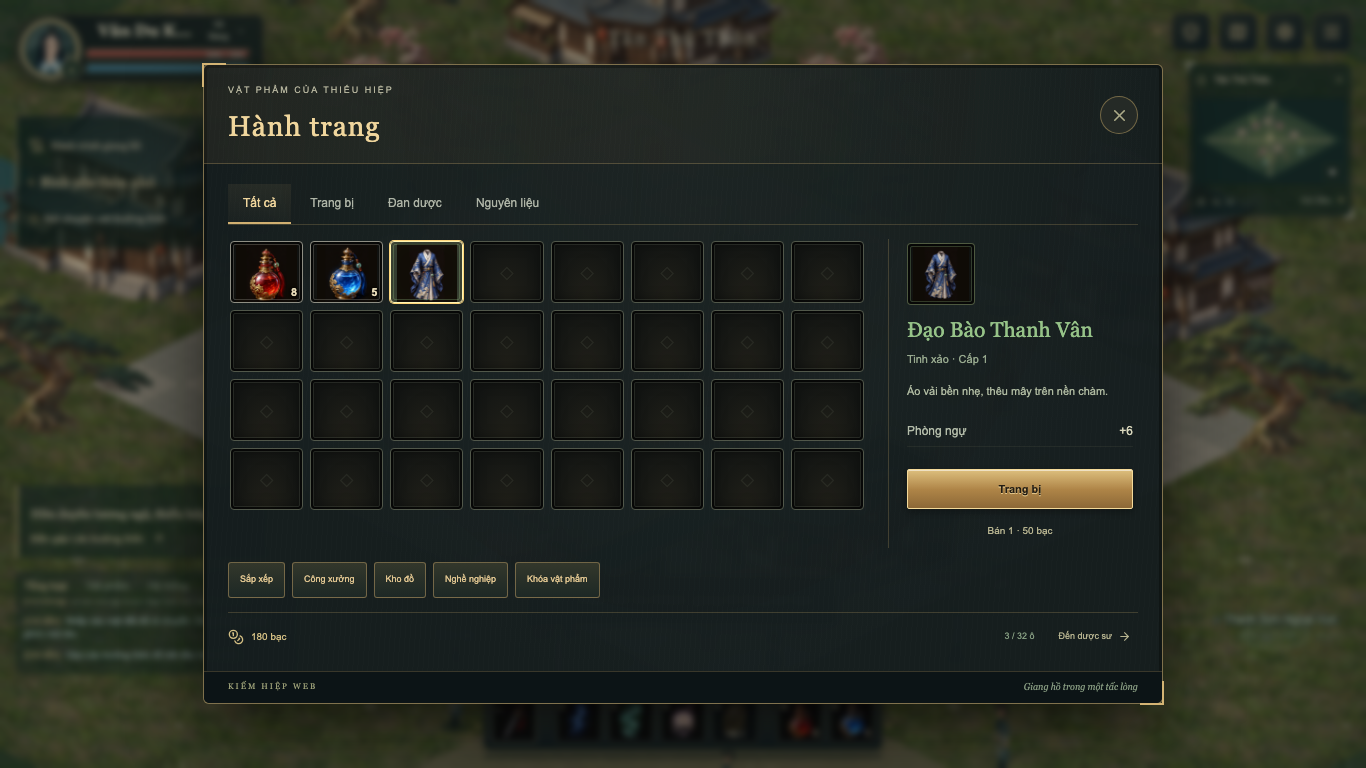 VẬT PHẨM CỦA THIẾU HIỆP
Hành trang
Tất cả
Trang bị
Đan dược
Nguyên liệu
8
5
Đạo Bào Thanh Vân
Tinh xảo · Cấp 1
Áo vải bền nhẹ, thêu mây trên nền chàm.
Phòng ngự +6
Trang bị
Bán 1 · 50 bạc
Sắp xếp
Công xưởng
Kho đồ
Nghề nghiệp
Khóa vật phẩm
180 bạc
3 / 32 ô
Đến dược sư
KIẾM HIỆP WEB
Giang hồ trong một tấc lòng